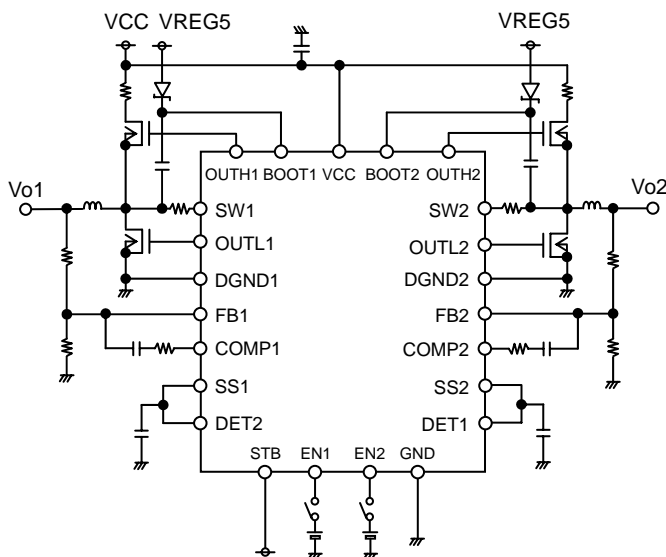 VCC VREG5 VREG5
OUTH1 BOOT1 VCC BOOT2 OUTH2
Vo1 Vo2
SW1 SW2
OUTL1 OUTL2
DGND1 DGND2
FB1 FB2
COMP1 COMP2
SS1 SS2
DET2 DET1
STB EN1 EN2 GND